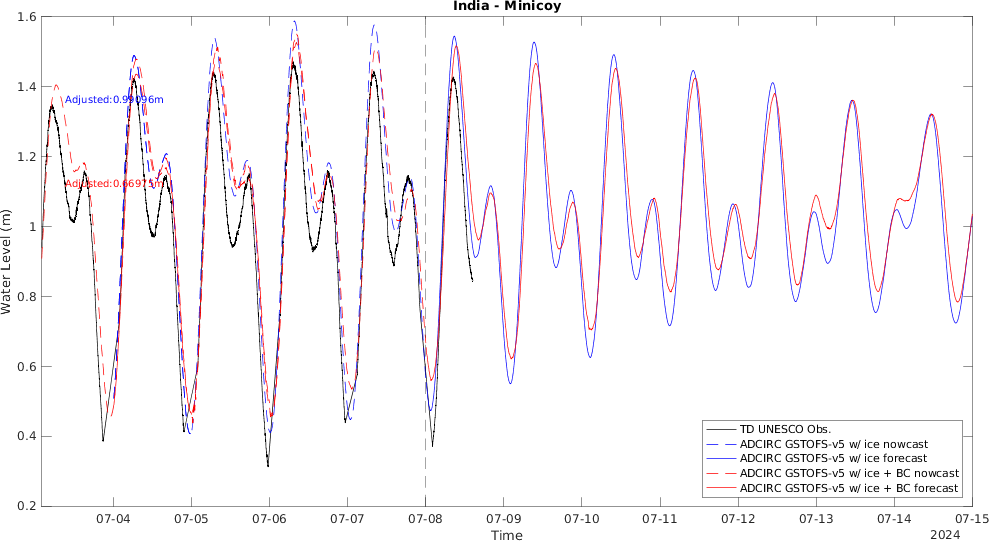 India - Minicoy
Water Level (m)
1.6
1.4
1.2
1
0.8
0.6
0.4
0.2
Adjusted:0.99096m
TD UNESCO Obs.
ADCIRC GSTOFS-v5 w/ ice nowcast
ADCIRC GSTOFS-v5 w/ ice forecast
ADCIRC GSTOFS-v5 w/ ice + BC nowcast
ADCIRC GSTOFS-v5 w/ ice + BC forecast
07-04 07-05 07-06 07-07 07-08 07-09 07-10 07-11 07-12 07-13 07-14 07-15
2024
Time